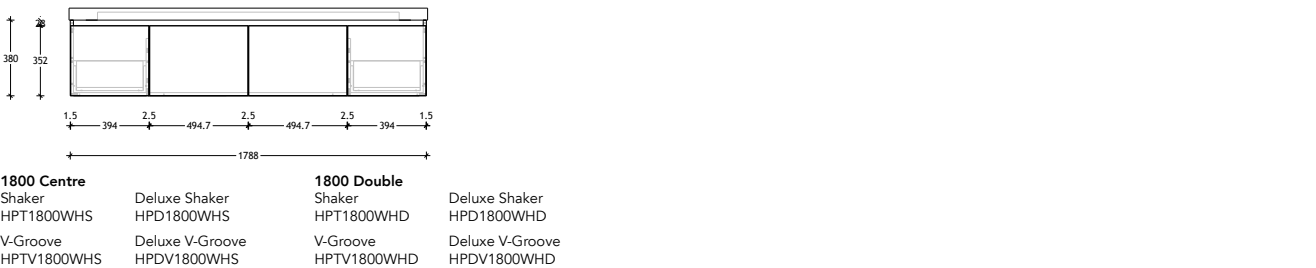 28
380
352
1.5 2.5 2.5 2.5 1.5
394 494.7 494.7 394
1788
1800 Centre
Shaker Deluxe Shaker
HPT1800WHS HPD1800WHS
V-Groove Deluxe V-Groove
HPTV1800WHS HPDV1800WHS
1800 Double
Shaker Deluxe Shaker
HPT1800WHD HPD1800WHD
V-Groove Deluxe V-Groove
HPTV1800WHD HPDV1800WHD